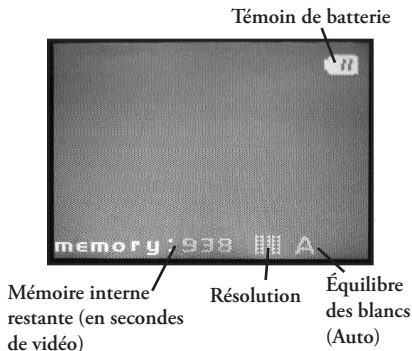 Témoin de batterie
memory:938 A
Mémoire interne
restante (en secondes
de vidéo)
Résolution
Équilibre
des blancs
(Auto)